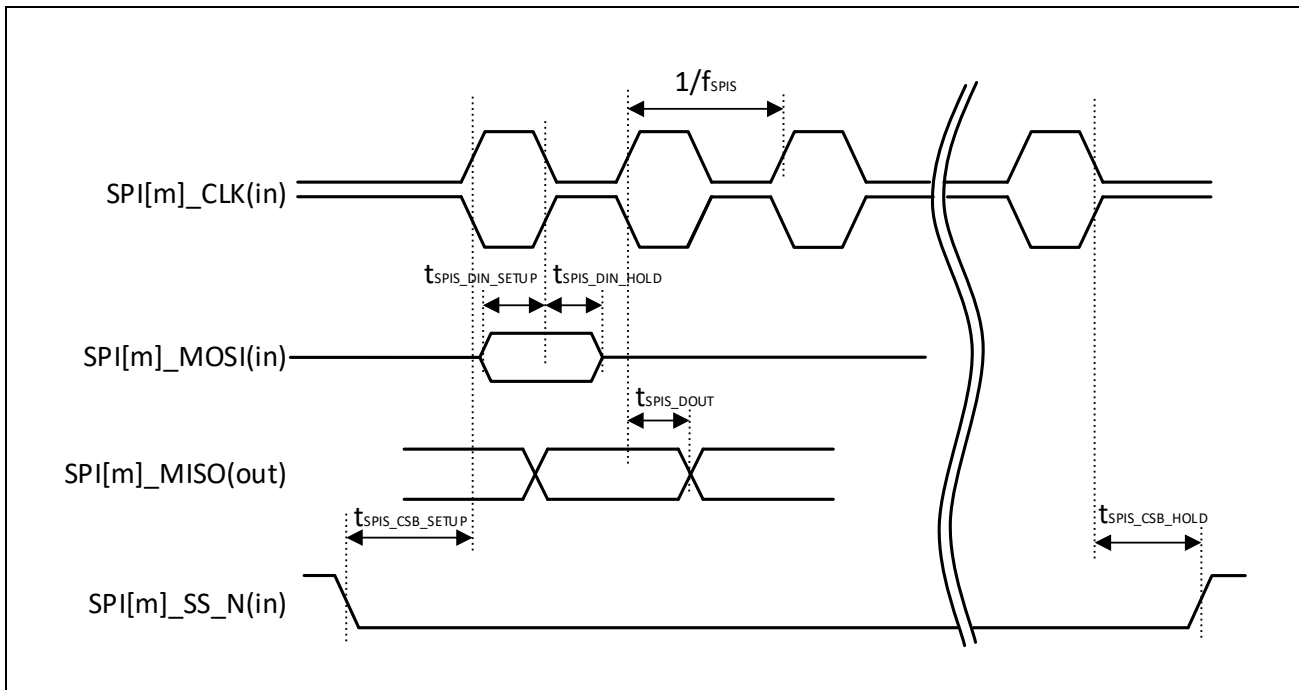 1/fSPIS
SPI[m]_CLK(in)
tSPIS_DIN_SETUP tSPIS_DIN_HOLD
SPI[m]_MOSI(in)
tSPIS_DOUT
SPI[m]_MISO(out)
tSPIS_CSB_SETUP tSPIS_CSB_HOLD
SPI[m]_SS_N(in)